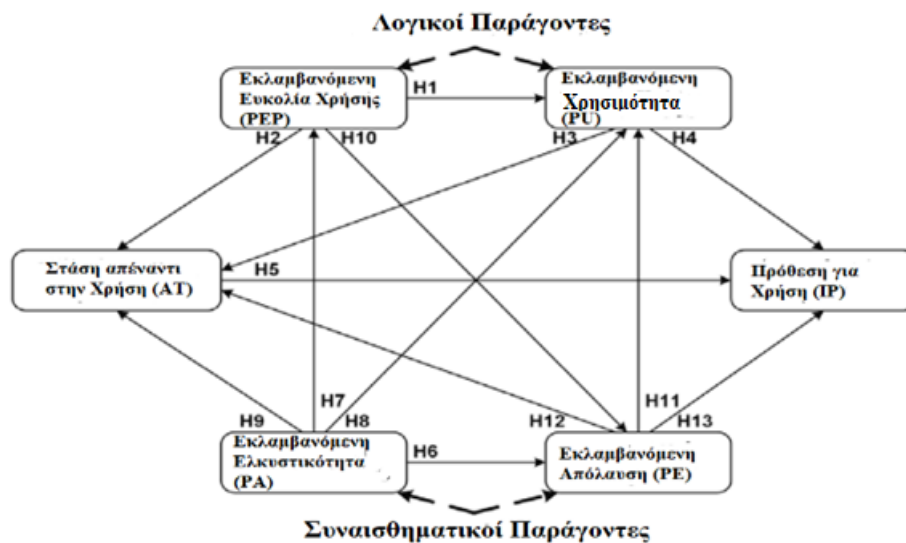 Λογικοί Παράγοντες
Εκλαμβανόμενη
Ευκολία Χρήσης
(PEP)
H1
Εκλαμβανόμενη
Χρησιμότητα
(PU)
H2
H10
H3
H4
Στάση απέναντι
στην Χρήση (AT)
H5
Πρόθεση για
Χρήση (IP)
H9
H7
H8
H12
H11
H13
Εκλαμβανόμενη
Ελκυστικότητα
(PA)
H6
Εκλαμβανόμενη
Απόλαυση (PE)
Συναισθηματικοί Παράγοντες